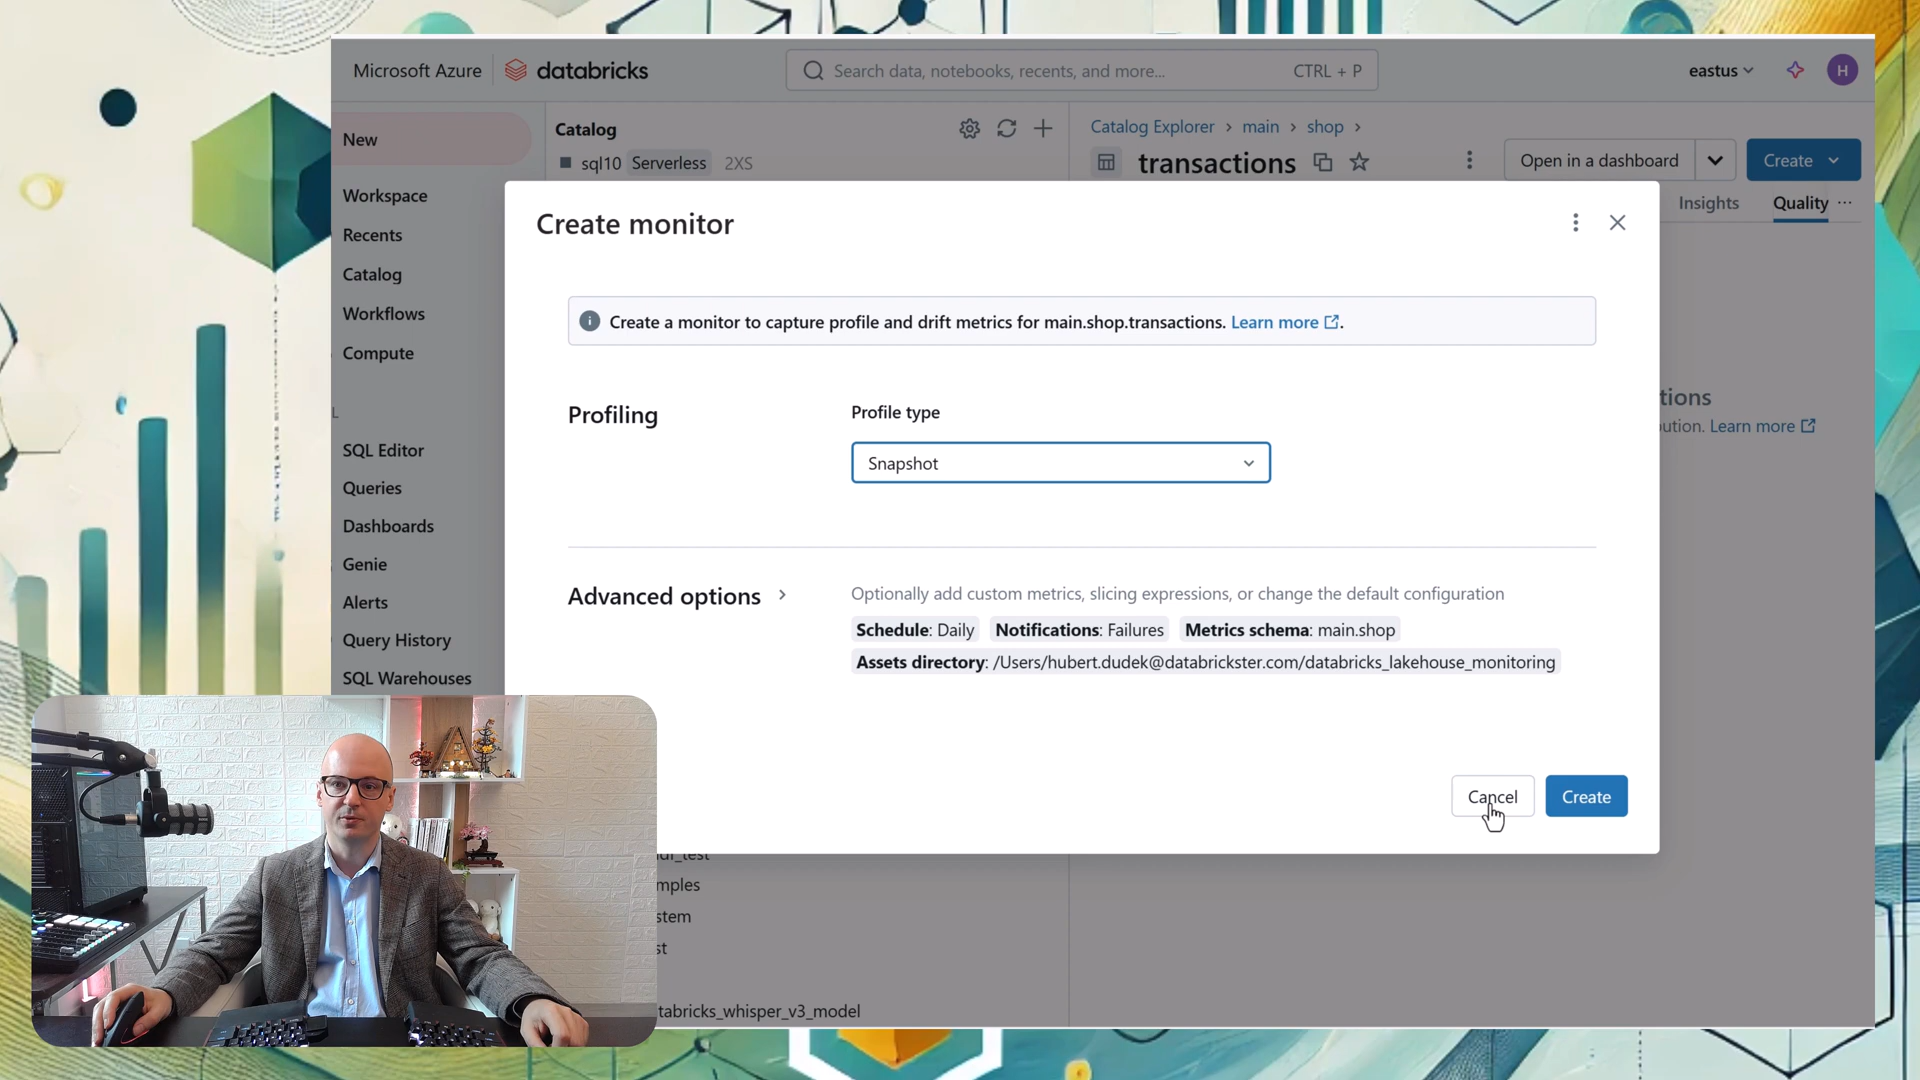 Microsoft Azure databricks
Search data, notebooks, recents, and more... CTRL + P
eastus H
New
Workspace
Recents
Catalog
Workflows
Compute
SQL Editor
Queries
Dashboards
Genie
Alerts
Query History
SQL Warehouses
Catalog
sql10 Serverless 2XS
Catalog Explorer > main > shop >
transactions
Open in a dashboard
Create
Insights Quality ...
Create monitor
i Create a monitor to capture profile and drift metrics for main.shop.transactions. Learn more.
Profiling
Profile type
Snapshot
Advanced options >
Optionally add custom metrics, slicing expressions, or change the default configuration
Schedule: Daily Notifications: Failures Metrics schema: main.shop
Assets directory: /Users/hubert.dudek@databrickster.com/databricks_lakehouse_monitoring
Cancel Create
tions
bution. Learn more
mples
stem
st
tabricks_whisper_v3_model